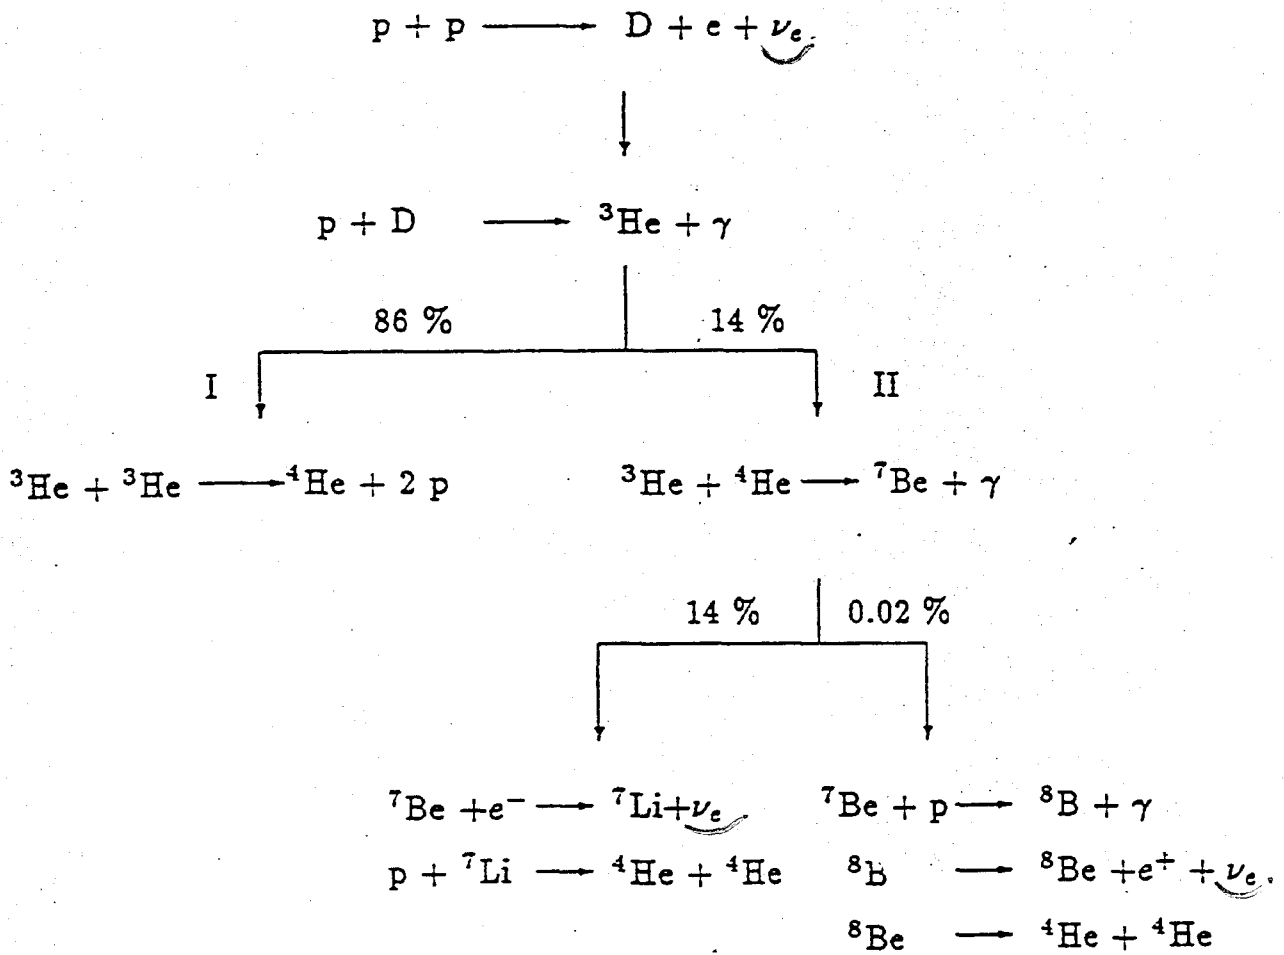 p + p ⟶ D + e + νₑ.
p + D ⟶ ³He + γ
86 % 14 %
I II
³He + ³He ⟶ ⁴He + 2 p ³He + ⁴He ⟶ ⁷Be + γ
14 % 0.02 %
⁷Be +e⁻ ⟶ ⁷Li+νₑ. ⁷Be + p ⟶ ⁸B + γ
p + ⁷Li ⟶ ⁴He + ⁴He ⁸B ⟶ ⁸Be +e⁺ + νₑ.
⁸Be ⟶ ⁴He + ⁴He